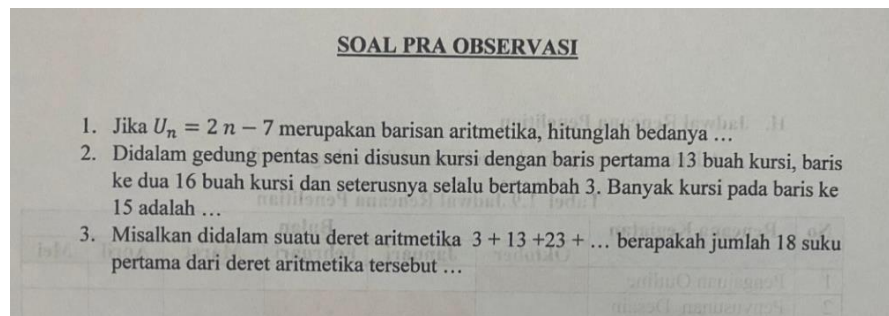 SOAL PRA OBSERVASI
1. Jika Uₙ = 2 n − 7 merupakan barisan aritmetika, hitunglah bedanya …
2. Didalam gedung pentas seni disusun kursi dengan baris pertama 13 buah kursi, baris
ke dua 16 buah kursi dan seterusnya selalu bertambah 3. Banyak kursi pada baris ke
15 adalah …
3. Misalkan didalam suatu deret aritmetika 3 + 13 +23 + … berapakah jumlah 18 suku
pertama dari deret aritmetika tersebut …